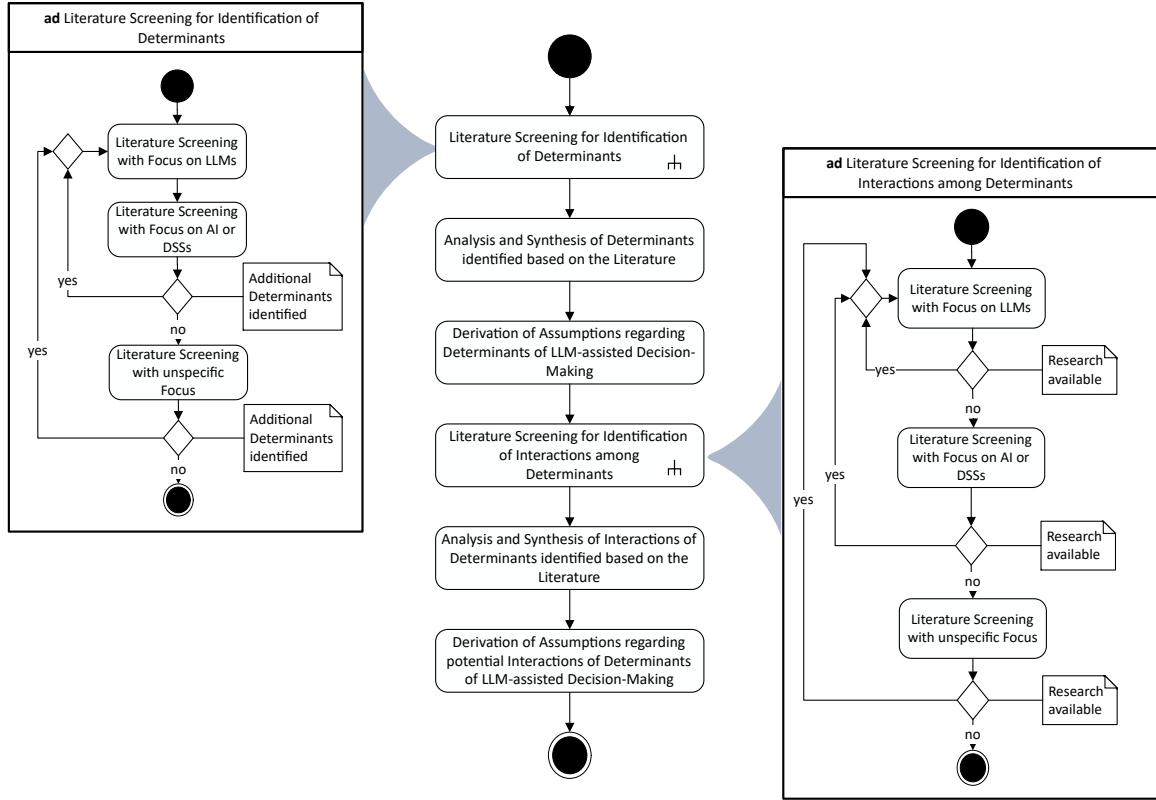 ad Literature Screening for Identification of
Determinants
Literature Screening
with Focus on LLMs
Literature Screening
with Focus on AI or
DSSs
yes
Additional
Determinants
identified
no
yes
Literature Screening
with unspecific
Focus
Additional
Determinants
identified
no
Literature Screening for Identification
of Determinants
Analysis and Synthesis of Determinants
identified based on the Literature
Derivation of Assumptions regarding
Determinants of LLM-assisted Decision-
Making
Literature Screening for Identification
of Interactions among
Determinants
Analysis and Synthesis of Interactions of
Determinants identified based on the
Literature
Derivation of Assumptions regarding
potential Interactions of Determinants
of LLM-assisted Decision-Making
ad Literature Screening for Identification of
Interactions among Determinants
Literature Screening
with Focus on LLMs
yes
Research
available
no
Literature Screening
with Focus on AI or
DSSs
yes
yes
Research
available
no
Literature Screening
with unspecific Focus
Research
available
no